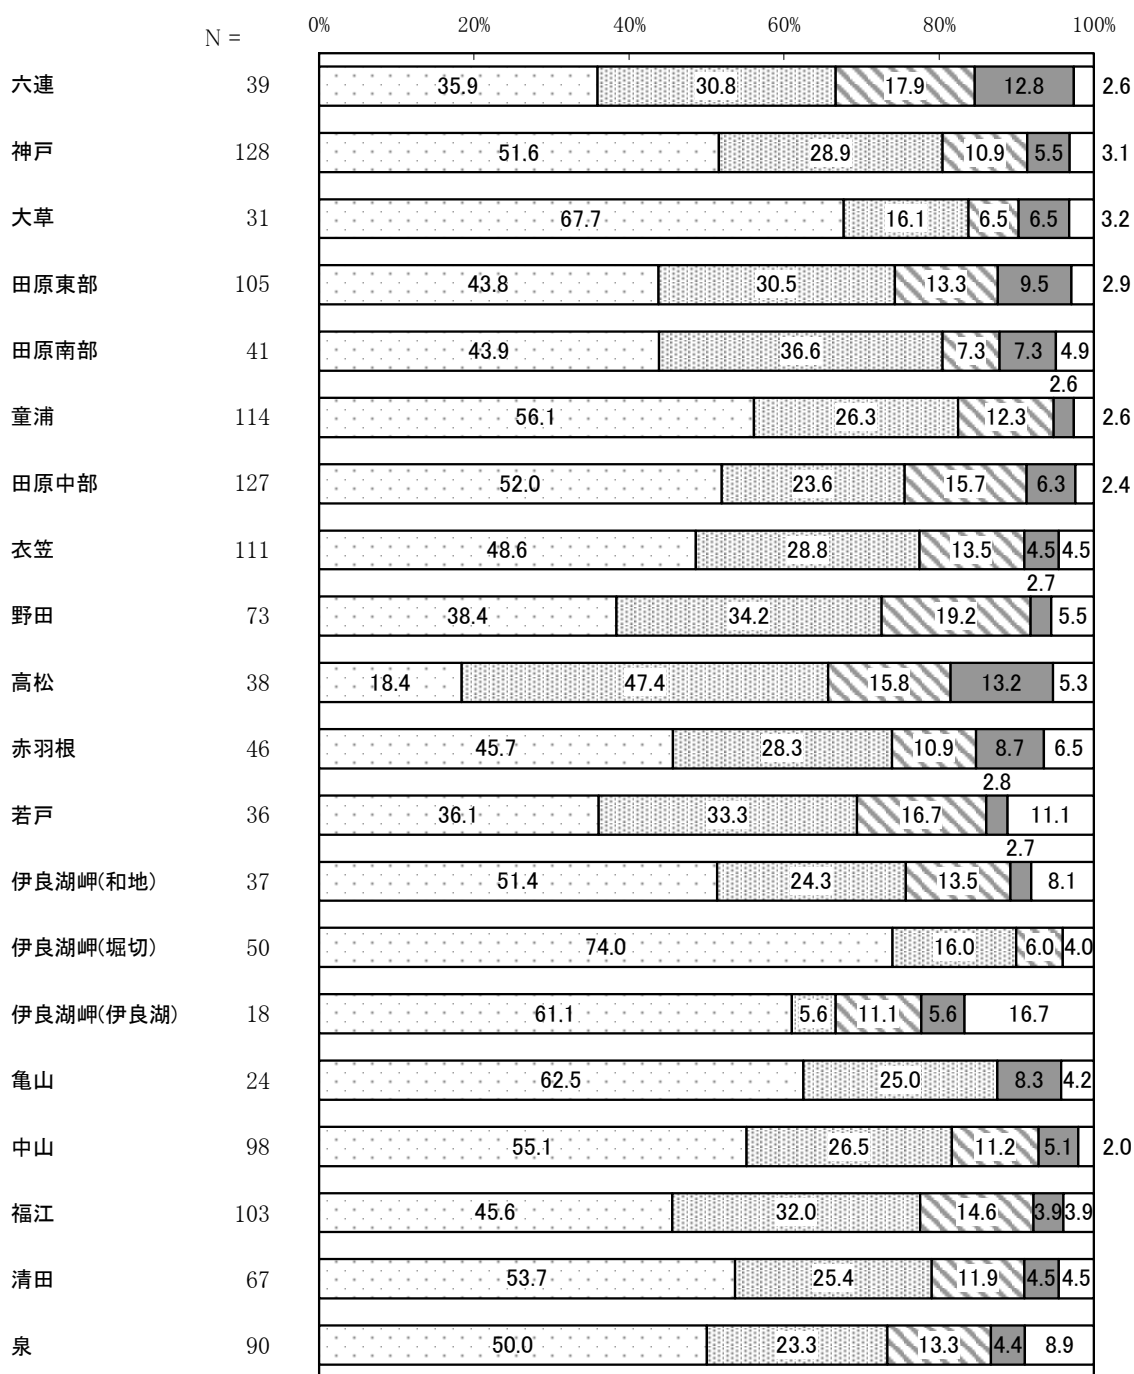 0% 20% 40% 60% 80% 100%
N =
六連 39 35.9 30.8 17.9 12.8 2.6
神戸 128 51.6 28.9 10.9 5.5 3.1
大草 31 67.7 16.1 6.5 6.5 3.2
田原東部 105 43.8 30.5 13.3 9.5 2.9
田原南部 41 43.9 36.6 7.3 7.3 4.9
2.6
童浦 114 56.1 26.3 12.3 2.6
田原中部 127 52.0 23.6 15.7 6.3 2.4
衣笠 111 48.6 28.8 13.5 4.5 4.5
2.7
野田 73 38.4 34.2 19.2 5.5
高松 38 18.4 47.4 15.8 13.2 5.3
赤羽根 46 45.7 28.3 10.9 8.7 6.5
2.8
若戸 36 36.1 33.3 16.7 11.1
2.7
伊良湖岬(和地) 37 51.4 24.3 13.5 8.1
伊良湖岬(堀切) 50 74.0 16.0 6.0 4.0
伊良湖岬(伊良湖) 18 61.1 5.6 11.1 5.6 16.7
亀山 24 62.5 25.0 8.3 4.2
中山 98 55.1 26.5 11.2 5.1 2.0
福江 103 45.6 32.0 14.6 3.9 3.9
清田 67 53.7 25.4 11.9 4.5 4.5
泉 90 50.0 23.3 13.3 4.4 8.9